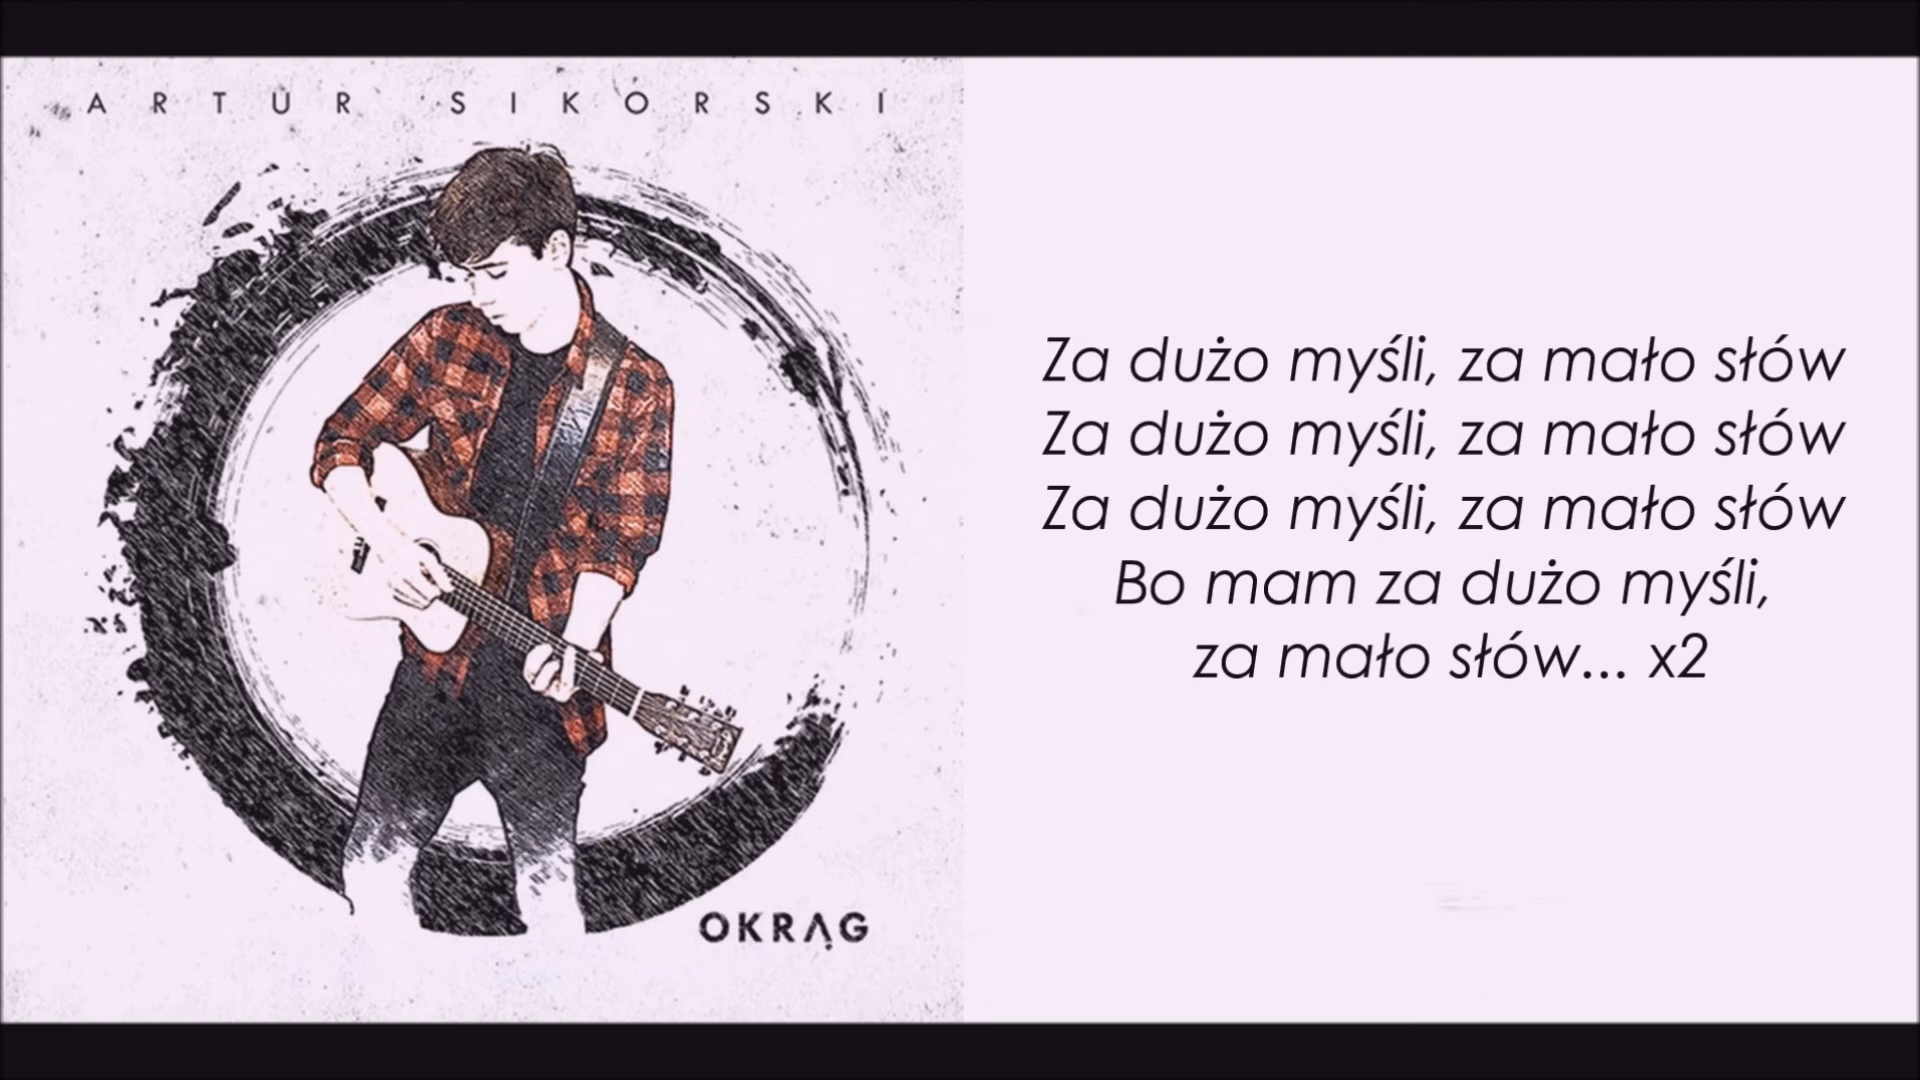 ARTUR SIKORSKI
OKRĄG
Za dużo myśli, za mało słów
Za dużo myśli, za mało słów
Za dużo myśli, za mało słów
Bo mam za dużo myśli,
za mało słów... x2